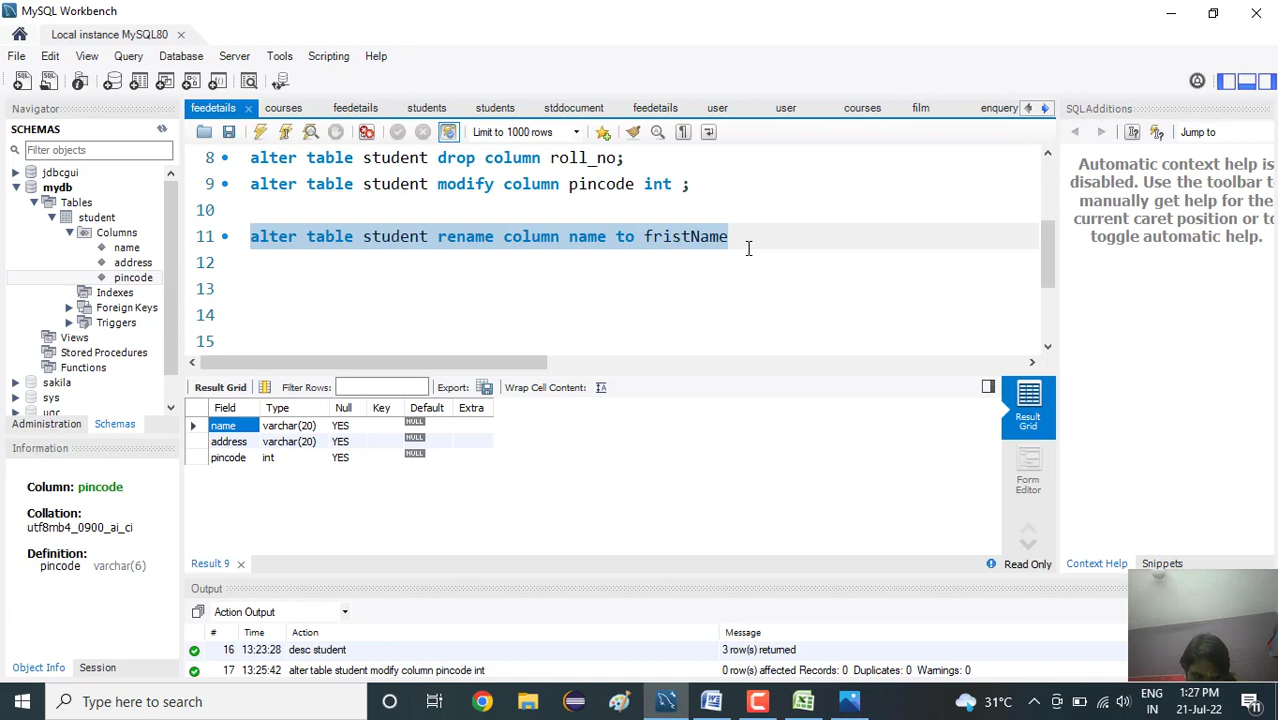 MySQL Workbench
Local instance MySQL80
File Edit View Query Database Server Tools Scripting Help
Navigator
SCHEMAS
Filter objects
jdbcgui
mydb
Tables
student
Columns
name
address
pincode
Indexes
Foreign Keys
Triggers
Views
Stored Procedures
Functions
sakila
sys
Administration Schemas
Information
Column: pincode
Collation:
utf8mb4_0900_ai_ci
Definition:
pincode varchar(6)
Object Info Session
feedetails courses feedetails students students stddocument feedetails user user courses film enquery
Limit to 1000 rows
8 alter table student drop column roll_no;
9 alter table student modify column pincode int ;
10
11 alter table student rename column name to fristName
12
13
14
15
Result Grid Filter Rows: Export: Wrap Cell Content:
Field Type Null Key Default Extra
name varchar(20) YES NULL
address varchar(20) YES NULL
pincode int YES NULL
Result Grid
Form Editor
Result 9
Read Only
Output
Action Output
# Time Action Message
16 13:23:28 desc student 3 row(s) returned
17 13:25:42 alter table student modify column pincode int 0 row(s) affected Records: 0 Duplicates: 0 Warnings: 0
SQLAdditions
Jump to
Automatic context help is
disabled. Use the toolbar t
manually get help for the
current caret position or to
toggle automatic help.
Context Help Snippets
Type here to search
31°C
ENG
IN
1:27 PM
21-Jul-22